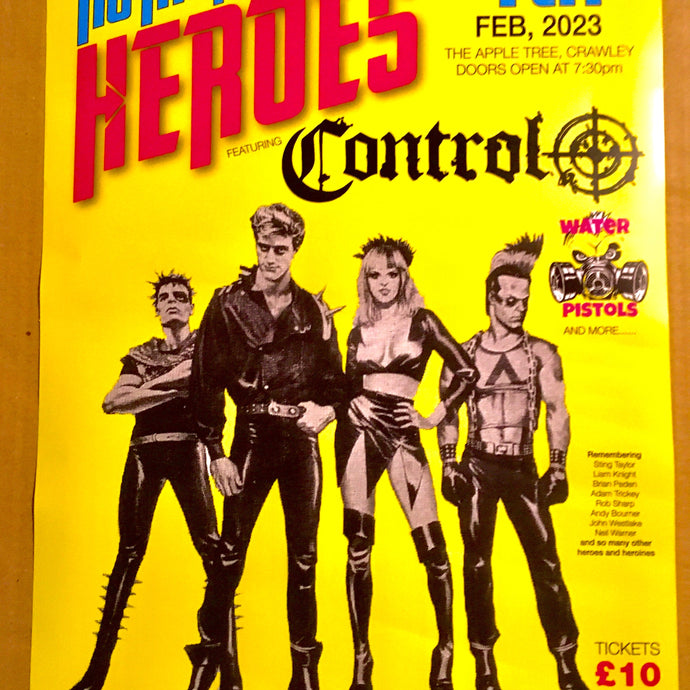 HEROES
FEB, 2023
THE APPLE TREE, CRAWLEY
DOORS OPEN AT 7:30pm
FEATURING
Control
WATER
PISTOLS
AND MORE......
Remembering
Sting Taylor
Liam Knight
Brian Peden
Adam Trickey
Rob Sharp
Andy Bourner
John Westlake
Neil Warner
and so many other
heroes and heroines
TICKETS
£10